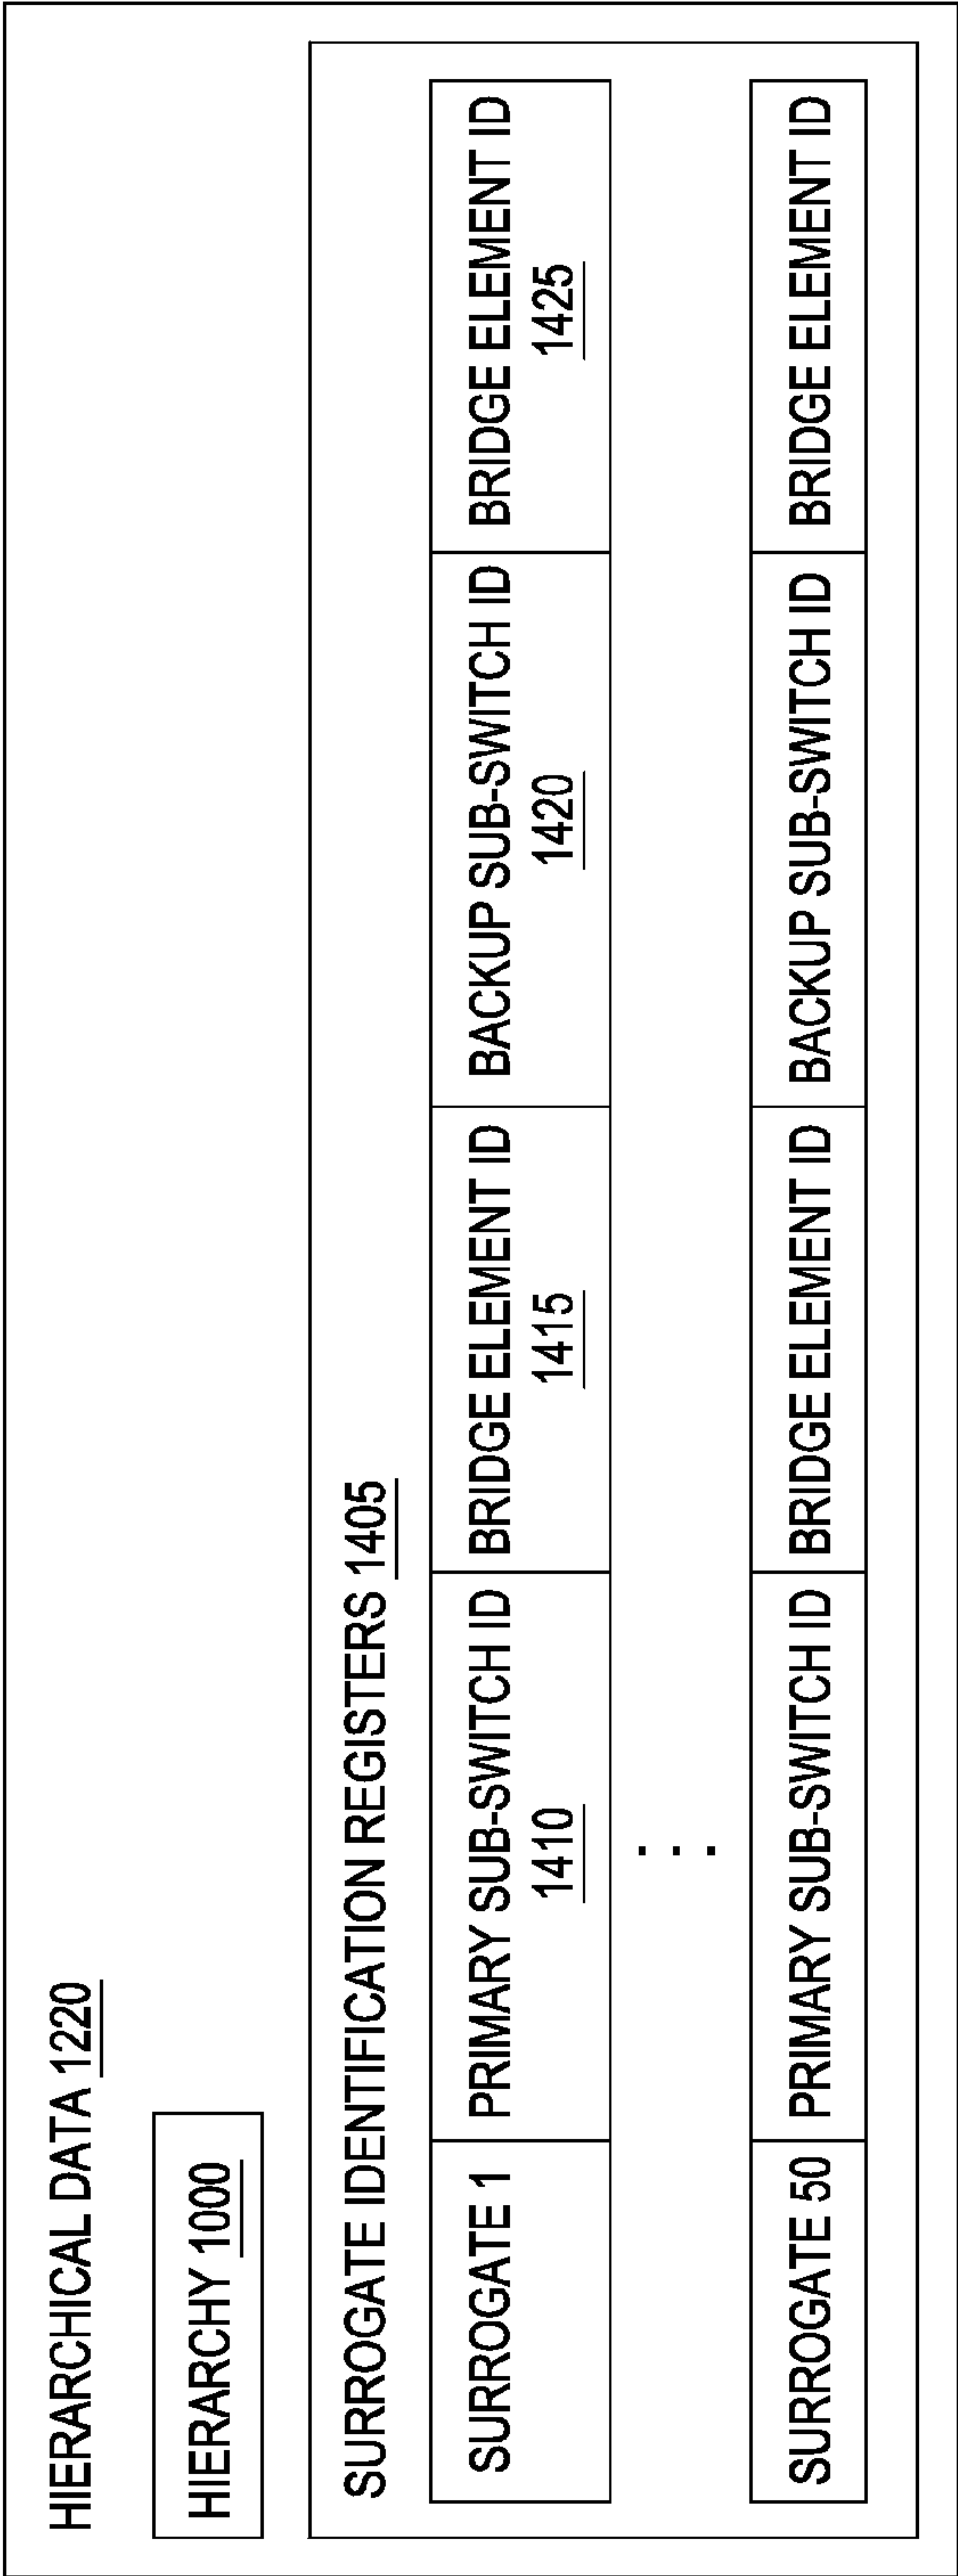 HIERARCHICAL DATA 1220
HIERARCHY 1000
SURROGATE IDENTIFICATION REGISTERS 1405
SURROGATE 1
PRIMARY SUB-SWITCH ID
1410
BRIDGE ELEMENT ID
1415
BACKUP SUB-SWITCH ID
1420
BRIDGE ELEMENT ID
1425
SURROGATE 50
PRIMARY SUB-SWITCH ID
BRIDGE ELEMENT ID
BACKUP SUB-SWITCH ID
BRIDGE ELEMENT ID